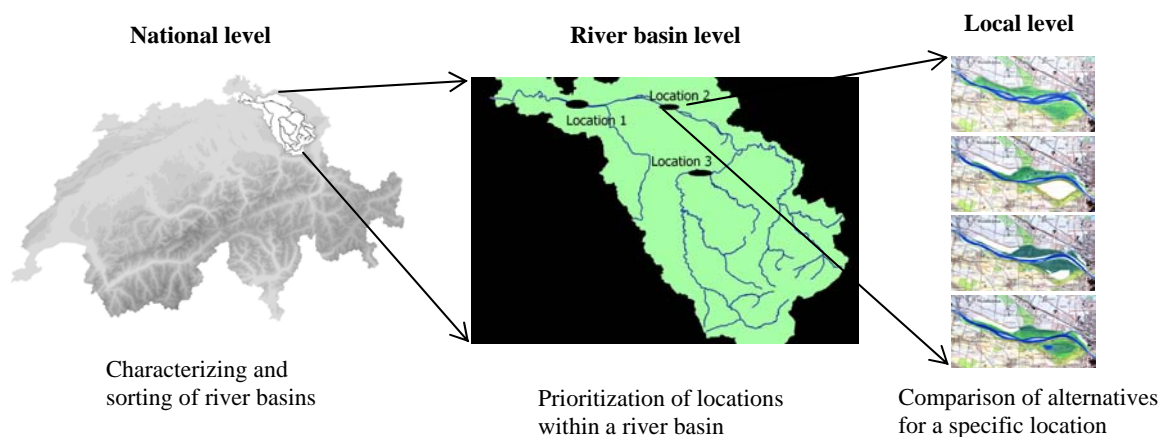 National level
River basin level
Local level
Location 1
Location 2
Location 3
Characterizing and
sorting of river basins
Prioritization of locations
within a river basin
Comparison of alternatives
for a specific location